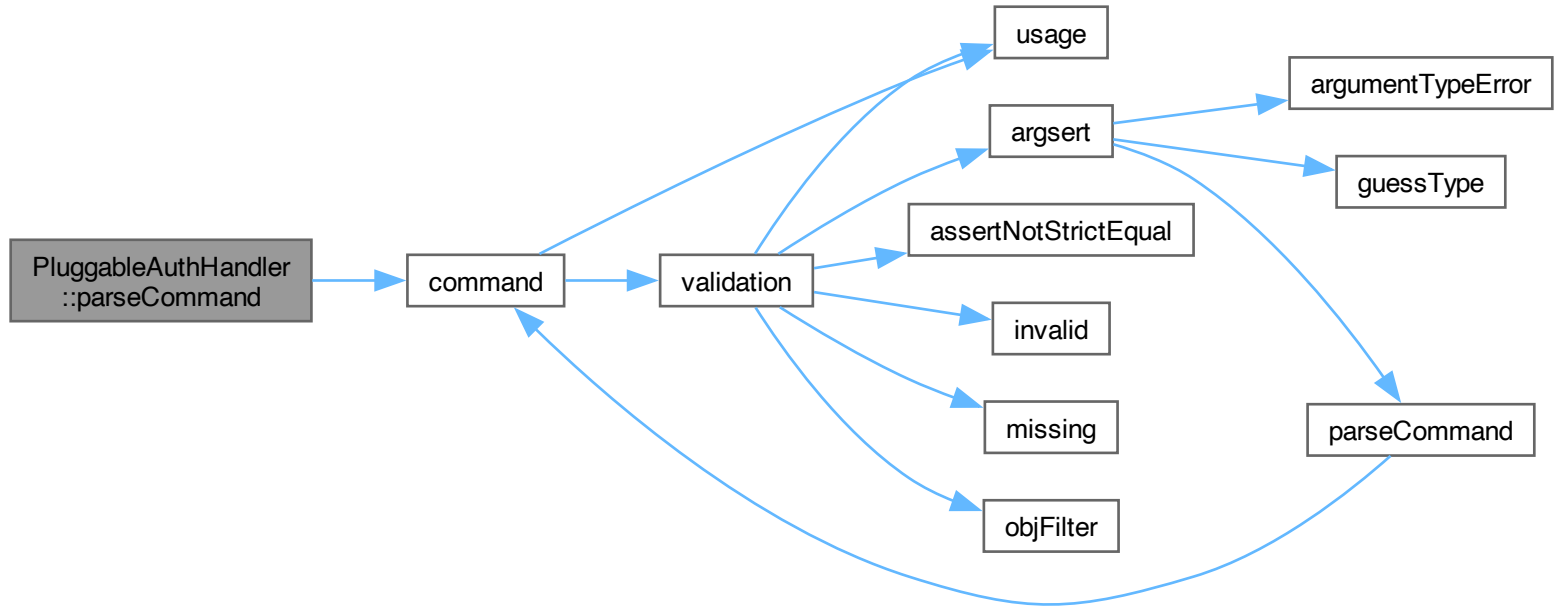 usage
argumentTypeError
argsert
guessType
assertNotStrictEqual
PluggableAuthHandler
::parseCommand
command
validation
invalid
missing
parseCommand
objFilter